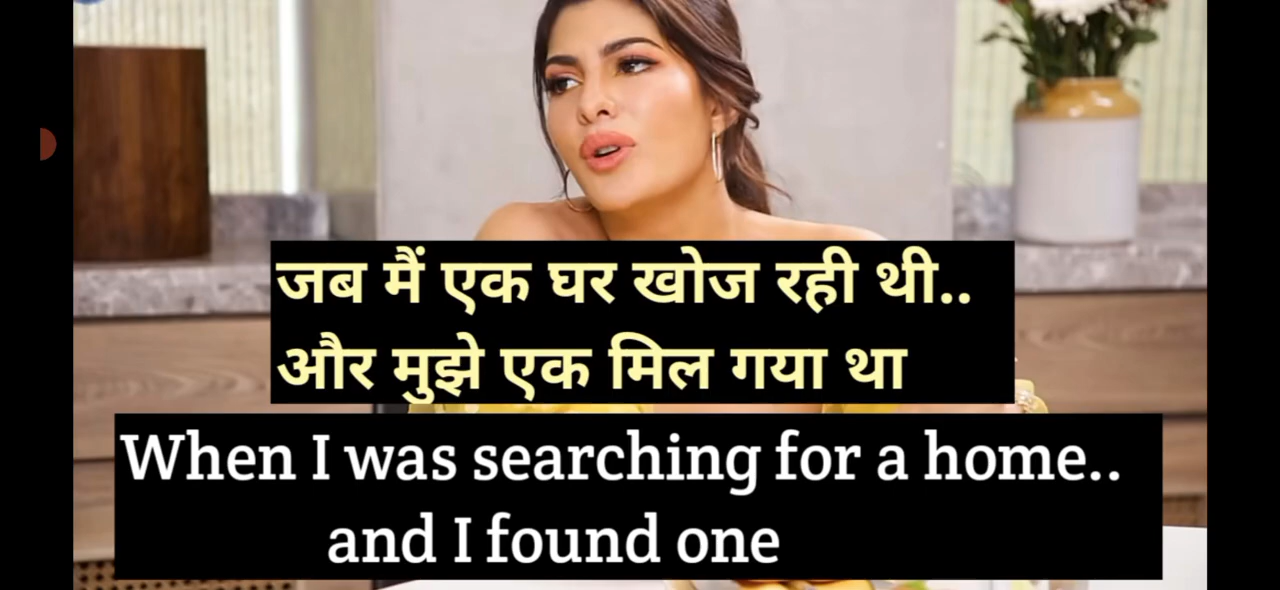 जब मैं एक घर खोज रही थी..
और मुझे एक मिल गया था
When I was searching for a home..
and I found one